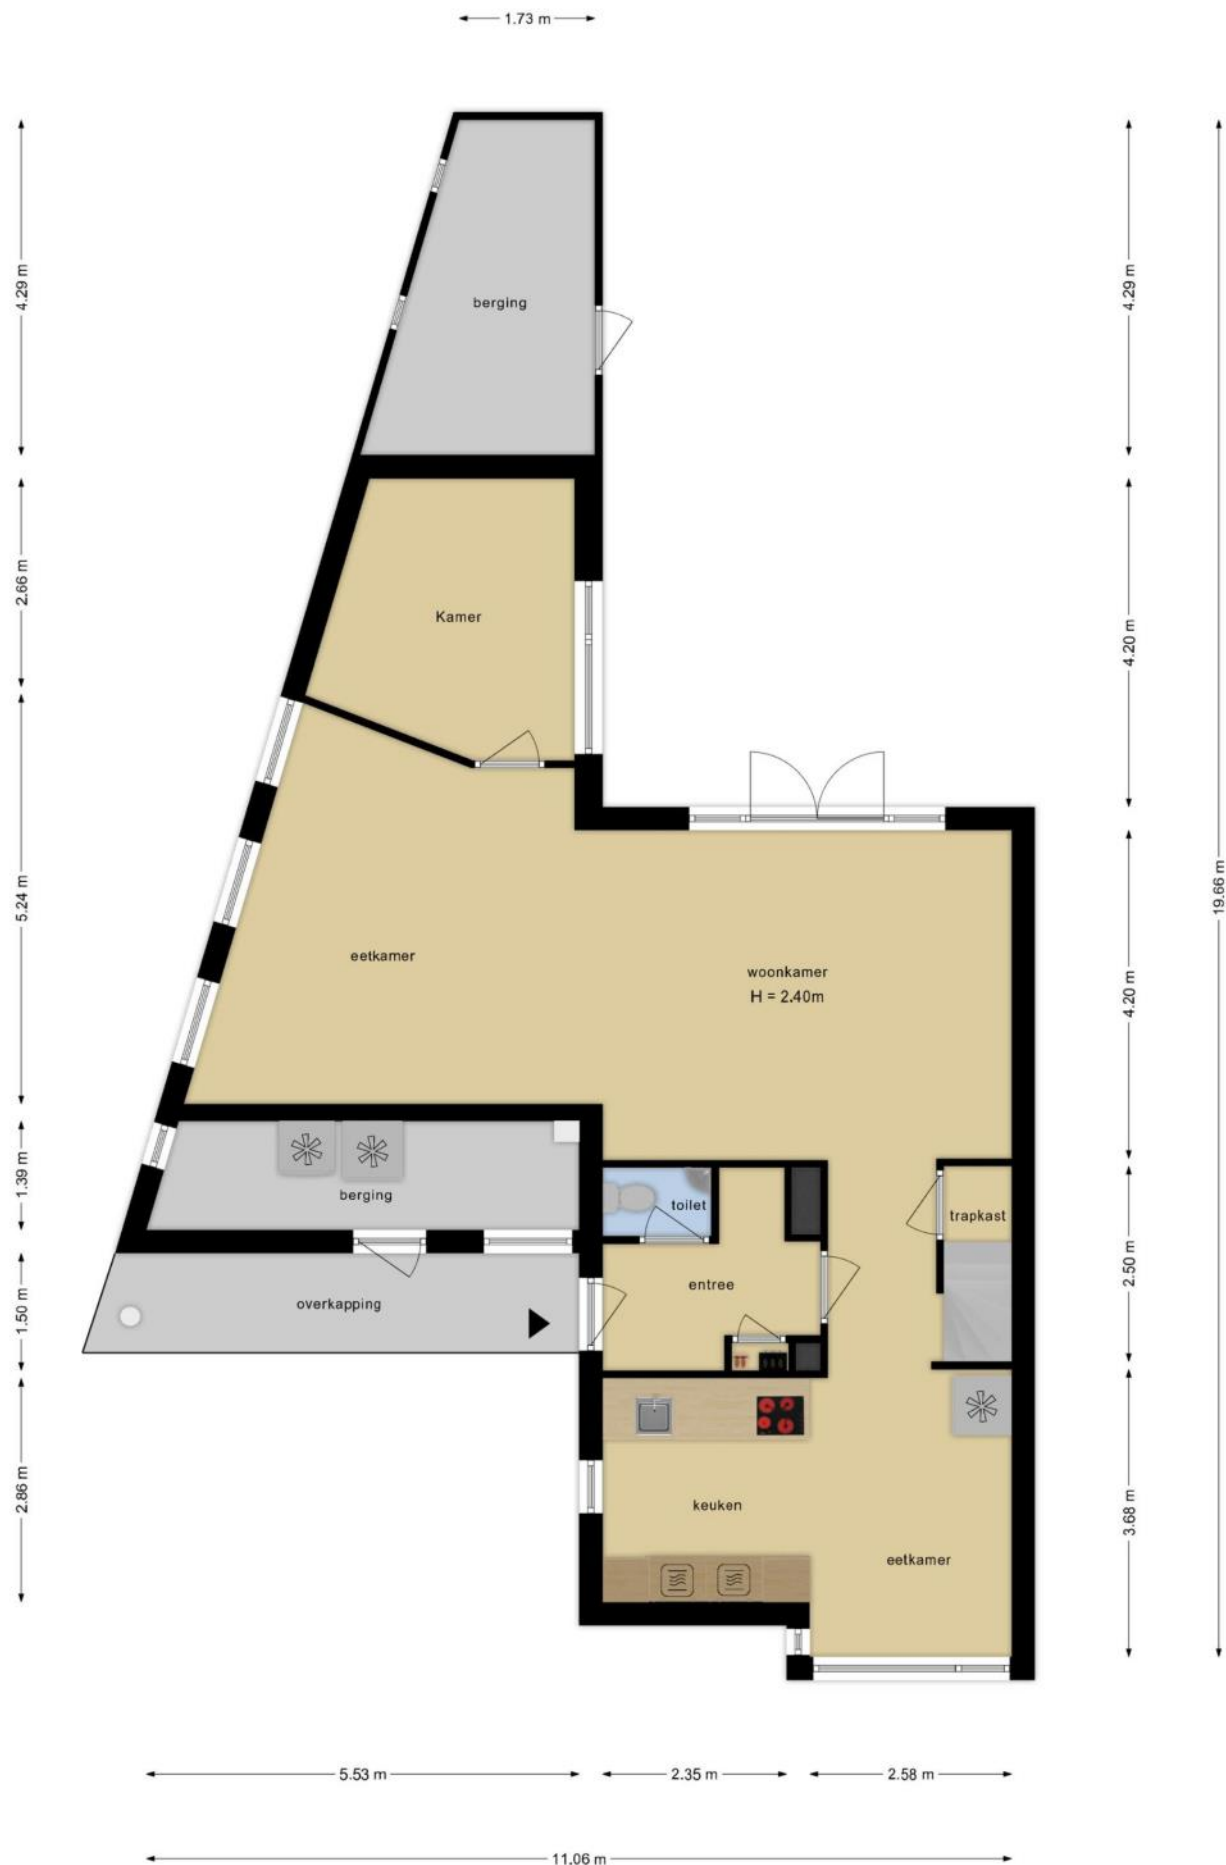 1.73 m
4.29 m
4.29 m
berging
2.66 m
4.20 m
Kamer
5.24 m
19.66 m
eetkamer
woonkamer
H = 2.40m
4.20 m
1.39 m
berging
toilet
trapkast
2.50 m
entree
overkapping
1.50 m
2.86 m
keuken
3.68 m
eetkamer
5.53 m
2.35 m
2.58 m
11.06 m